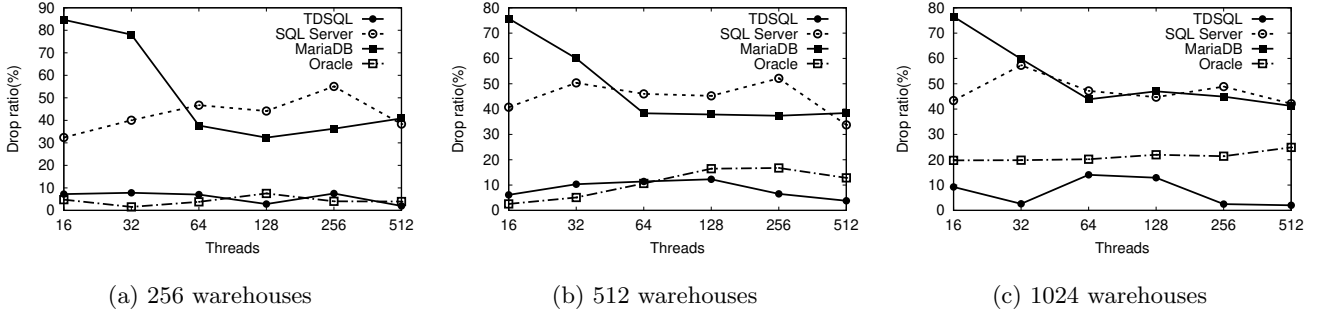 90
80
70
60
50
40
30
20
10
0
Drop ratio(%)
TDSQL
SQL Server
MariaDB
Oracle
16 32 64 128 256 512
Threads
(a) 256 warehouses
80
70
60
50
40
30
20
10
0
Drop ratio(%)
TDSQL
SQL Server
MariaDB
Oracle
16 32 64 128 256 512
Threads
(b) 512 warehouses
80
70
60
50
40
30
20
10
0
Drop ratio(%)
TDSQL
SQL Server
MariaDB
Oracle
16 32 64 128 256 512
Threads
(c) 1024 warehouses